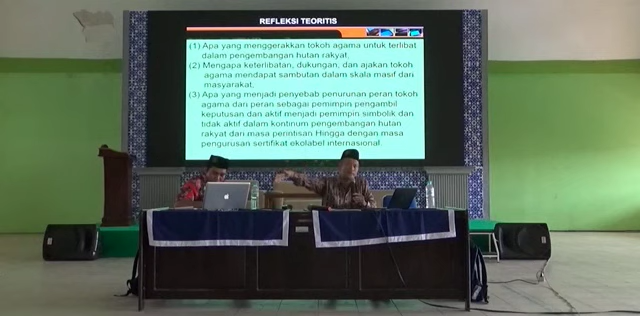 REFLEKSI TEORITIS
(1) Apa yang menggerakkan tokoh agama untuk terlibat
dalam pengembangan hutan rakyat,
(2) Mengapa keterlibatan, dukungan, dan ajakan tokoh
agama mendapat sambutan dalam skala masif dari
masyarakat,
(3) Apa yang menjadi penyebab penurunan peran tokoh
agama dari peran sebagai pemimpin pengambil
keputusan dan aktif menjadi pemimpin simbolik dan
tidak aktif dalam kontinum pengembangan hutan
rakyat dari masa perintisan Hingga dengan masa
pengurusan sertifikat ekolabel internasional.